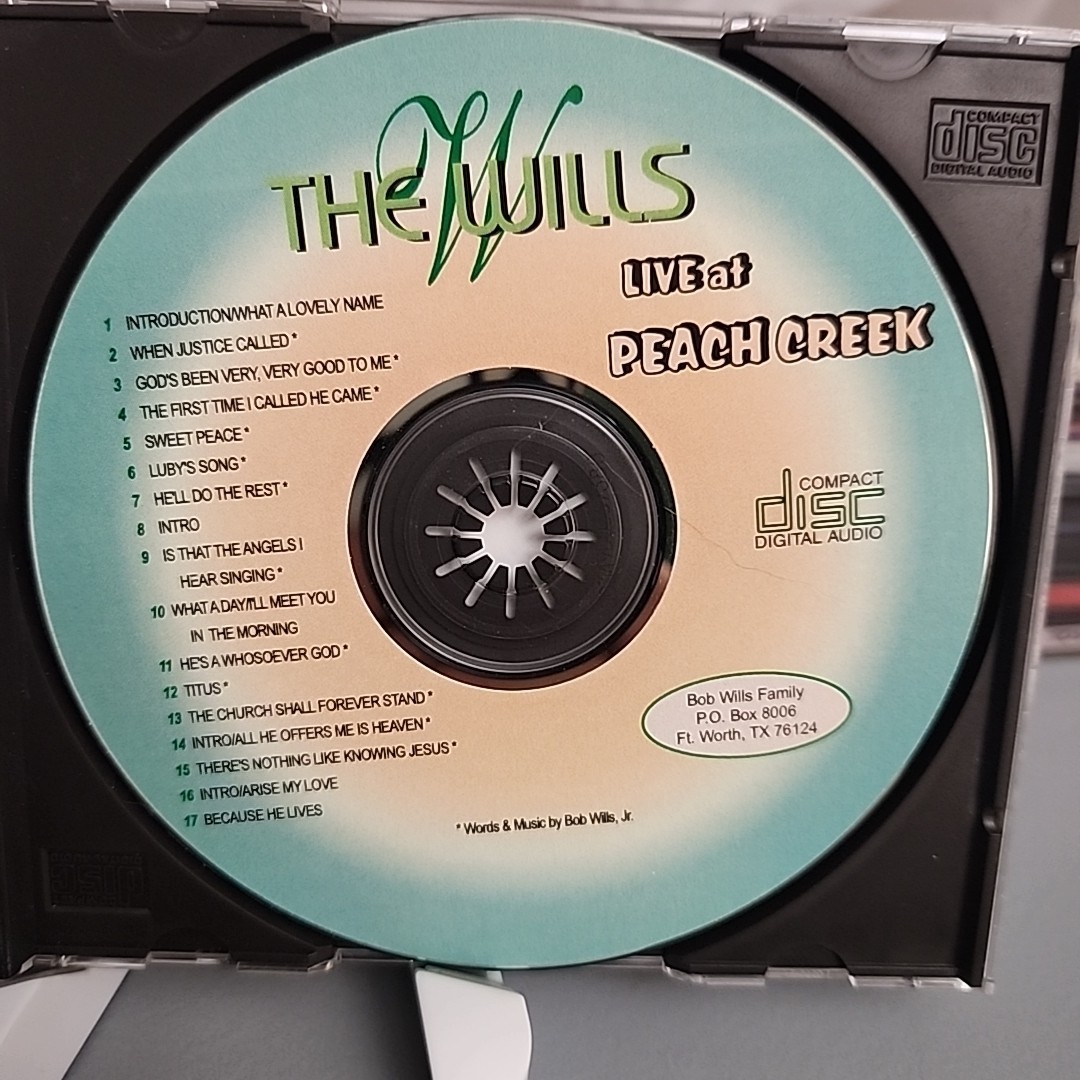 THE WILLS
W
LIVE at
PEACH CREEK
1 INTRODUCTION/WHAT A LOVELY NAME
2 WHEN JUSTICE CALLED *
3 GOD'S BEEN VERY, VERY GOOD TO ME *
4 THE FIRST TIME I CALLED HE CAME *
5 SWEET PEACE *
6 LUBY'S SONG *
7 HE'LL DO THE REST *
8 INTRO
9 IS THAT THE ANGELS I
HEAR SINGING *
10 WHAT A DAY/I'LL MEET YOU
IN THE MORNING
11 HE'S A WHOSOEVER GOD *
12 TITUS *
13 THE CHURCH SHALL FOREVER STAND *
14 INTRO/ALL HE OFFERS ME IS HEAVEN *
15 THERE'S NOTHING LIKE KNOWING JESUS *
16 INTRO/ARISE MY LOVE
17 BECAUSE HE LIVES
* Words & Music by Bob Wills, Jr.
COMPACT
disc
DIGITAL AUDIO
Bob Wills Family
P.O. Box 8006
Ft. Worth, TX 76124
COMPACT
disc
DIGITAL AUDIO